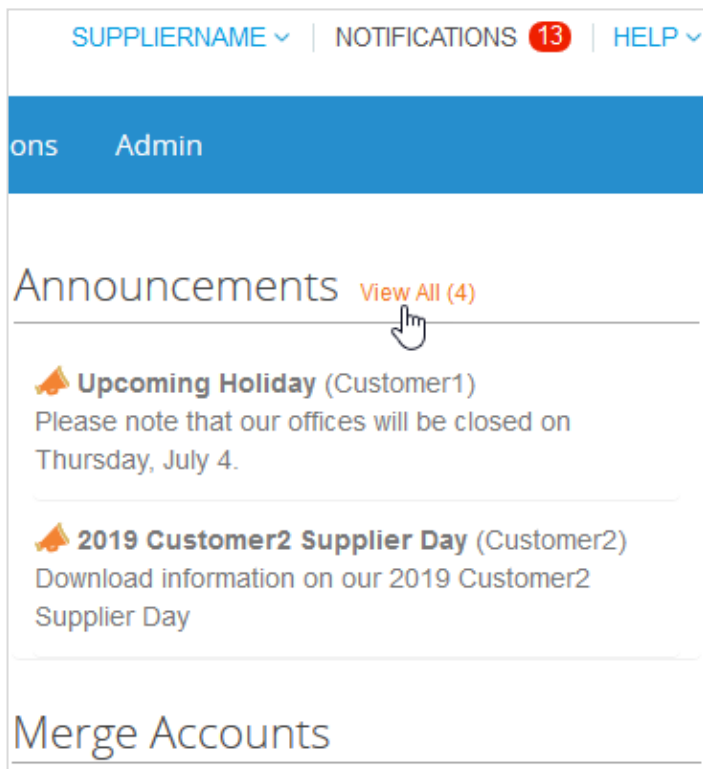 SUPPLIERNAME NOTIFICATIONS 13 HELP
ons Admin
Announcements View All (4)
Upcoming Holiday (Customer1)
Please note that our offices will be closed on
Thursday, July 4.
2019 Customer2 Supplier Day (Customer2)
Download information on our 2019 Customer2
Supplier Day
Merge Accounts